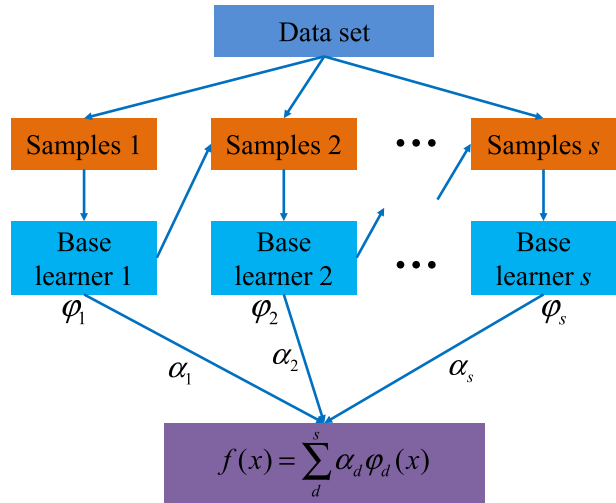 Data set
Samples 1
Samples 2
•••
Samples s
Base
learner 1
Base
learner 2
•••
Base
learner s
φ₁
φ₂
φₛ
α₁
α₂
αₛ
f(x) = ∑_d^s α_d φ_d(x)